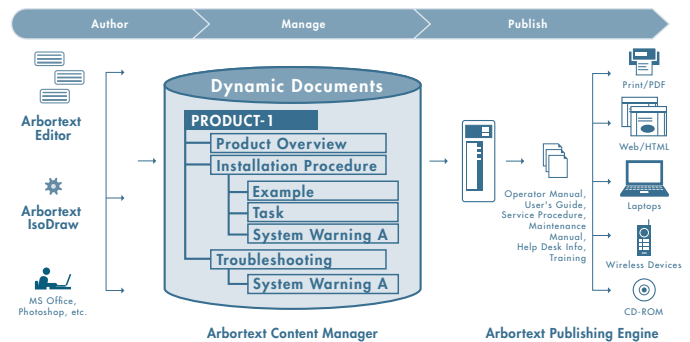 Author
Manage
Publish
Arbortext
Editor
Arbortext
IsoDraw
MS Office,
Photoshop, etc.
Dynamic Documents
PRODUCT-1
Product Overview
Installation Procedure
Example
Task
System Warning A
Troubleshooting
System Warning A
Arbortext Content Manager
Operator Manual,
User's Guide,
Service Procedure,
Maintenance
Manual,
Help Desk Info,
Training
Print/PDF
Web/HTML
Laptops
Wireless Devices
CD-ROM
Arbortext Publishing Engine